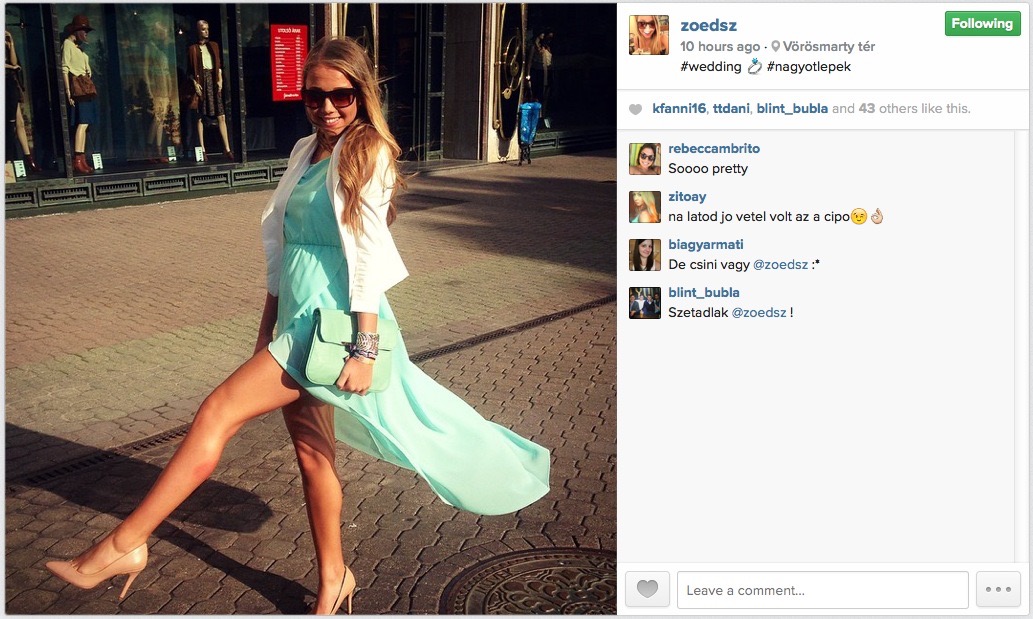 zoedsz
Following
10 hours ago · Vörösmarty tér
#wedding 💍 #nagyotlepek
kfanni16, ttdani, blint_bubla and 43 others like this.
rebeccambrito
Soooo pretty
zitoay
na latod jo vetel volt az a cipo😉👌
biagyarmati
De csini vagy @zoedsz :*
blint_bubla
Szetadlak @zoedsz !
Leave a comment...